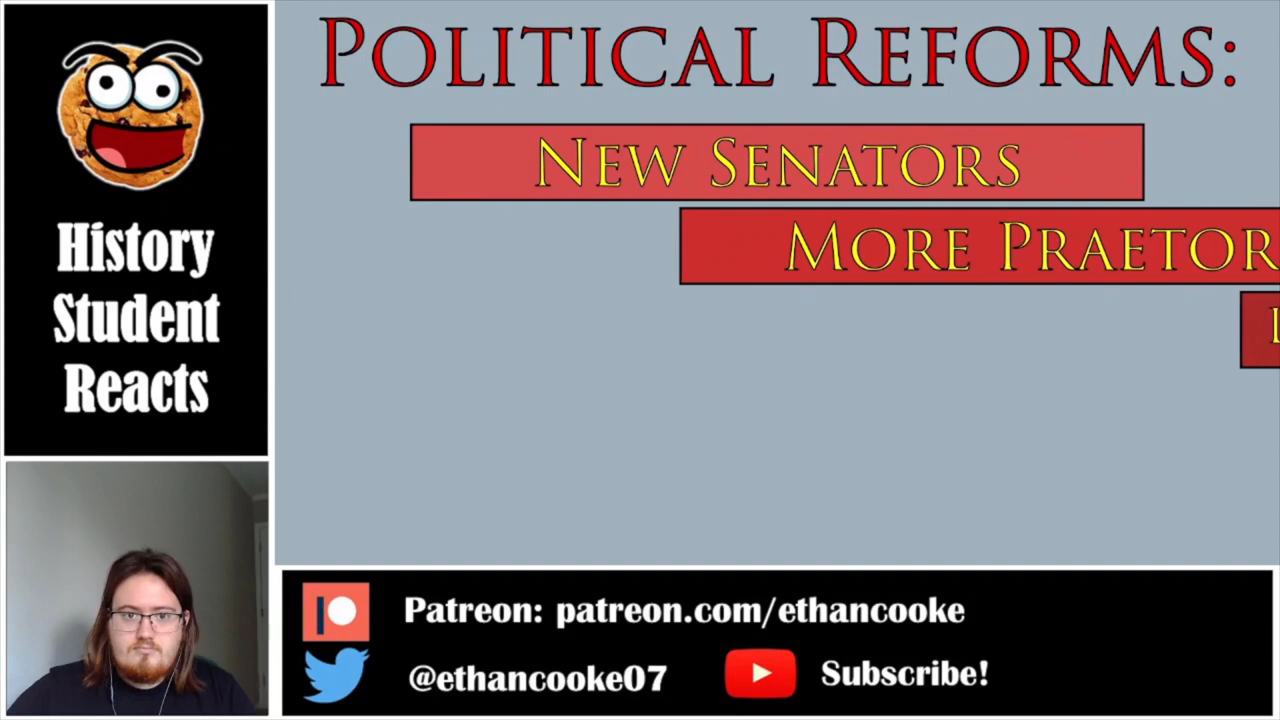 POLITICAL REFORMS:
NEW SENATORS
MORE PRAETOR
History
Student
Reacts
Patreon: patreon.com/ethancooke
@ethancooke07
Subscribe!